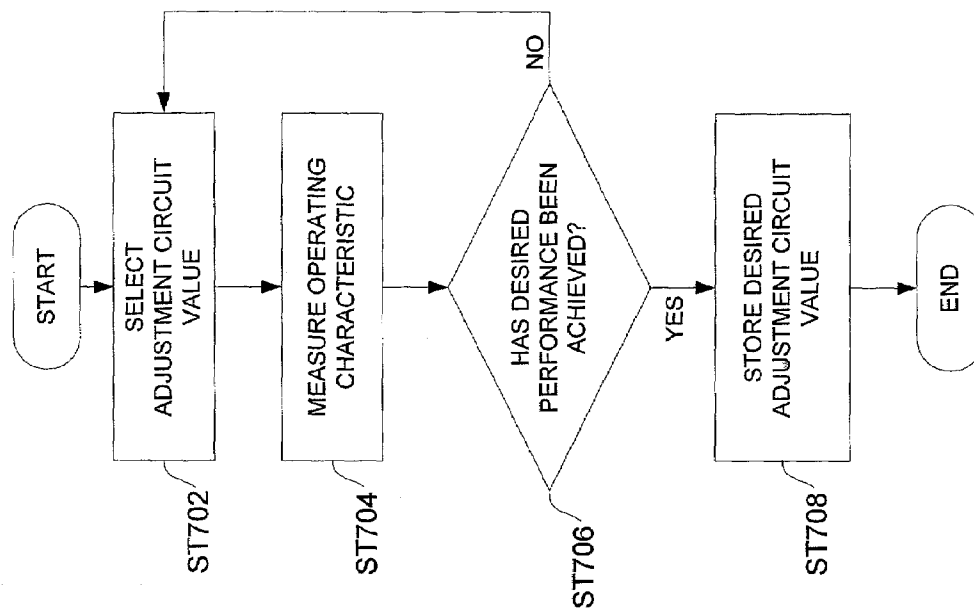 START
SELECT
ADJUSTMENT CIRCUIT
VALUE
ST702
MEASURE OPERATING
CHARACTERISTIC
ST704
HAS DESIRED
PERFORMANCE BEEN
ACHIEVED?
ST706
NO
YES
STORE DESIRED
ADJUSTMENT CIRCUIT
VALUE
ST708
END